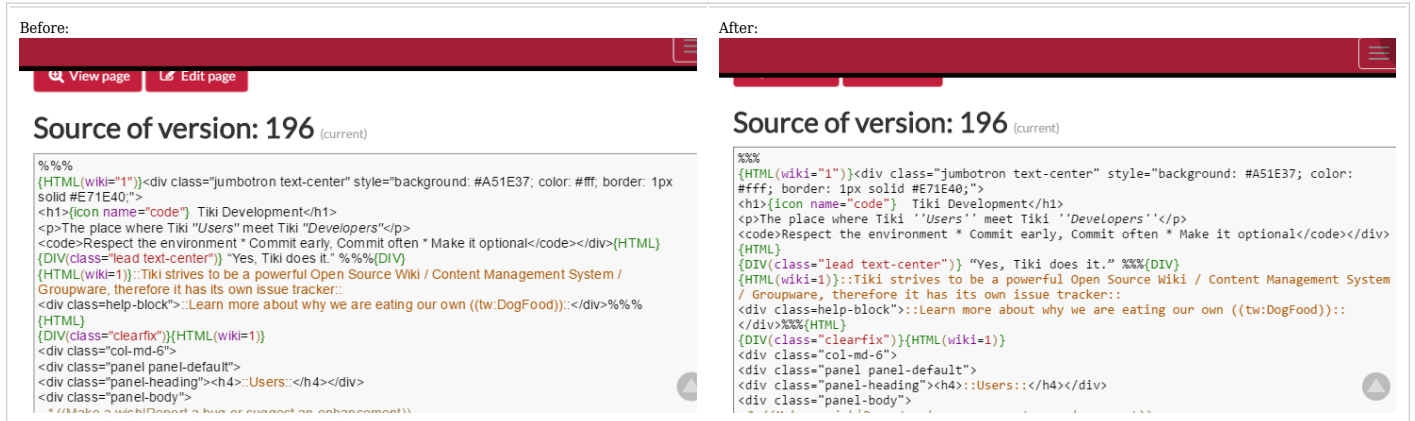 Before:
View page
Edit page
Source of version: 196 (current)
%%%
{HTML(wiki="1")}<div class="jumbotron text-center" style="background: #A51E37; color: #fff; border: 1px
solid #E71E40;">
<h1>{icon name="code"}  Tiki Development</h1>
<p>The place where Tiki ''Users'' meet Tiki ''Developers''</p>
<code>Respect the environment * Commit early, Commit often * Make it optional</code></div>{HTML}
{DIV(class="lead text-center")} “Yes, Tiki does it.” %%%{DIV}
{HTML(wiki=1)}::Tiki strives to be a powerful Open Source Wiki / Content Management System /
Groupware, therefore it has its own issue tracker::
<div class=help-block">::Learn more about why we are eating our own ((tw:DogFood))::</div>%%%
{HTML}
{DIV(class="clearfix")}{HTML(wiki=1)}
<div class="col-md-6">
<div class="panel panel-default">
<div class="panel-heading"><h4>::Users::</h4></div>
<div class="panel-body">
* ((Make a wish|Report a bug or suggest an enhancement))
After:
Source of version: 196 (current)
%%%
{HTML(wiki="1")}<div class="jumbotron text-center" style="background: #A51E37; color:
#fff; border: 1px solid #E71E40;">
<h1>{icon name="code"}  Tiki Development</h1>
<p>The place where Tiki ''Users'' meet Tiki ''Developers''</p>
<code>Respect the environment * Commit early, Commit often * Make it optional</code></div>
{HTML}
{DIV(class="lead text-center")} “Yes, Tiki does it.” %%%{DIV}
{HTML(wiki=1)}::Tiki strives to be a powerful Open Source Wiki / Content Management System
/ Groupware, therefore it has its own issue tracker::
<div class=help-block">::Learn more about why we are eating our own ((tw:DogFood))::
</div>%%%{HTML}
{DIV(class="clearfix")}{HTML(wiki=1)}
<div class="col-md-6">
<div class="panel panel-default">
<div class="panel-heading"><h4>::Users::</h4></div>
<div class="panel-body">